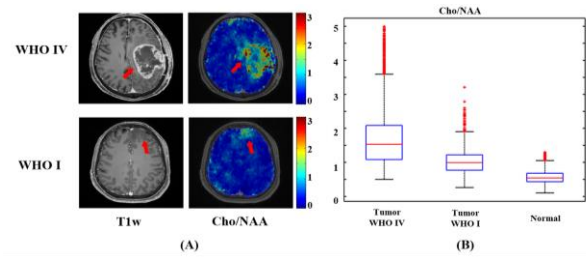 WHO IV
3
2
1
0
WHO I
3
2
1
0
T1w
Cho/NAA
(A)
Cho/NAA
5
4
3
2
1
0
Tumor
WHO IV
Tumor
WHO I
Normal
(B)